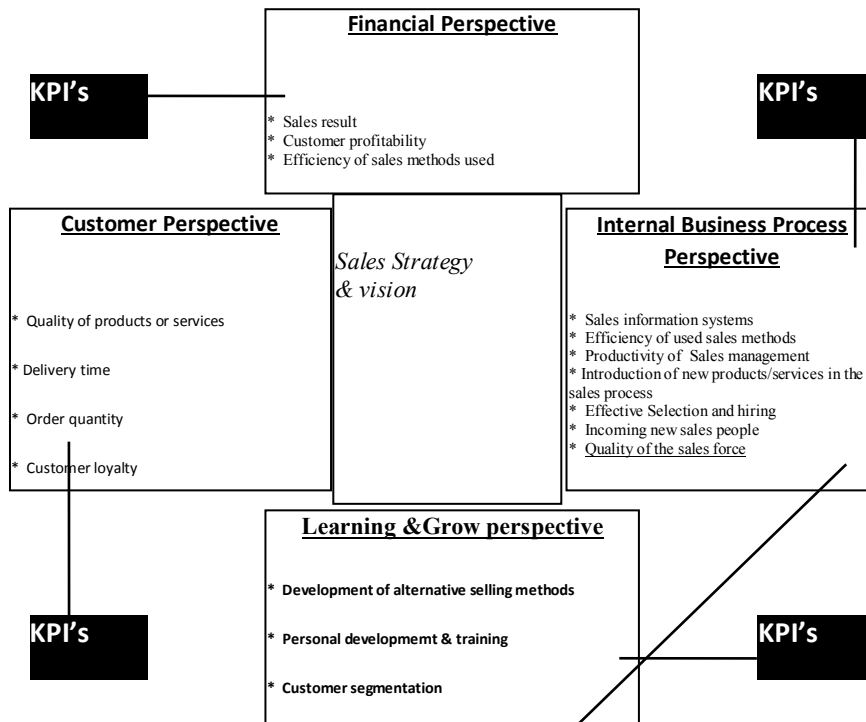 Financial Perspective
KPI's
KPI's
* Sales result
* Customer profitability
* Efficiency of sales methods used
Customer Perspective
Sales Strategy
& vision
Internal Business Process
Perspective
* Quality of products or services
* Delivery time
* Order quantity
* Customer loyalty
* Sales information systems
* Efficiency of used sales methods
* Productivity of Sales management
* Introduction of new products/services in the
sales process
* Effective Selection and hiring
* Incoming new sales people
* Quality of the sales force
Learning &Grow perspective
* Development of alternative selling methods
* Personal development & training
* Customer segmentation
KPI's
KPI's